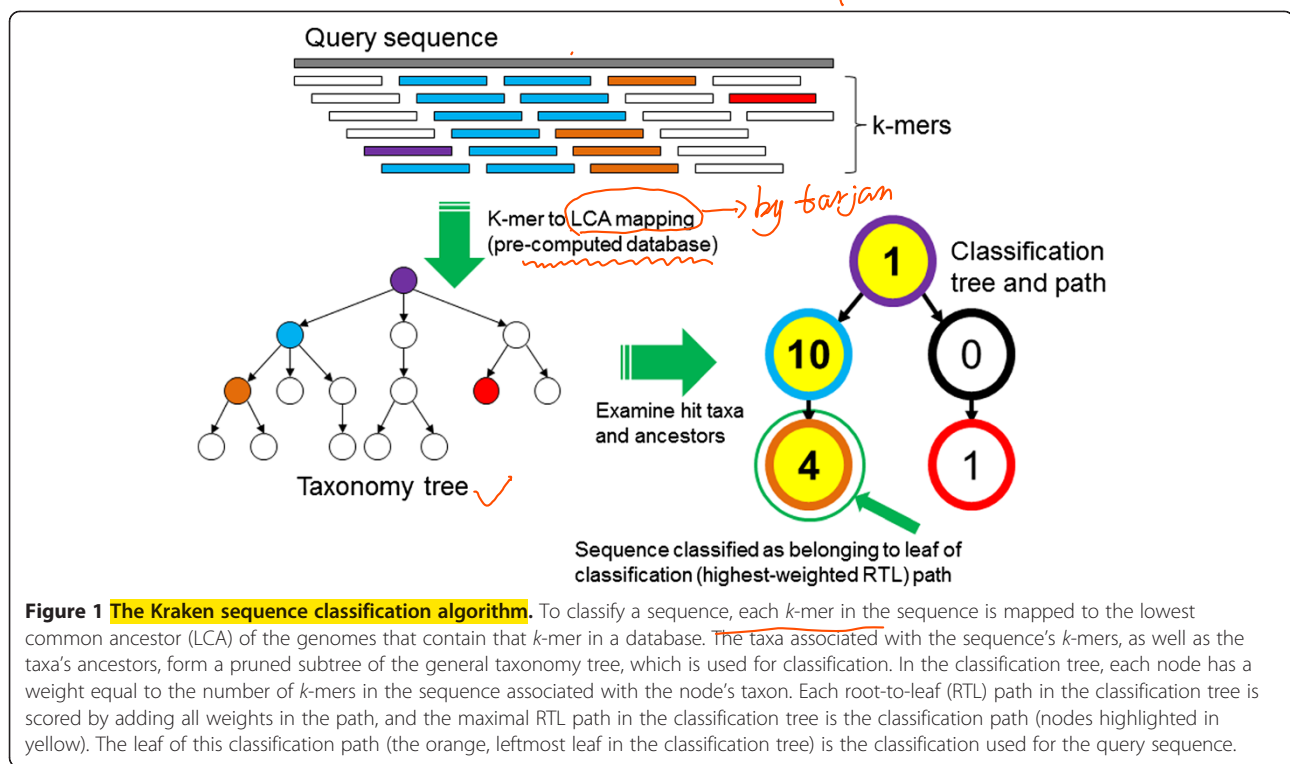 Query sequence
k-mers
K-mer to LCA mapping
(pre-computed database)
by tarjan
Classification
tree and path
1
10
0
4
1
Examine hit taxa
and ancestors
Taxonomy tree
Sequence classified as belonging to leaf of
classification (highest-weighted RTL) path
Figure 1 The Kraken sequence classification algorithm. To classify a sequence, each k-mer in the sequence is mapped to the lowest
common ancestor (LCA) of the genomes that contain that k-mer in a database. The taxa associated with the sequence's k-mers, as well as the
taxa's ancestors, form a pruned subtree of the general taxonomy tree, which is used for classification. In the classification tree, each node has a
weight equal to the number of k-mers in the sequence associated with the node's taxon. Each root-to-leaf (RTL) path in the classification tree is
scored by adding all weights in the path, and the maximal RTL path in the classification tree is the classification path (nodes highlighted in
yellow). The leaf of this classification path (the orange, leftmost leaf in the classification tree) is the classification used for the query sequence.